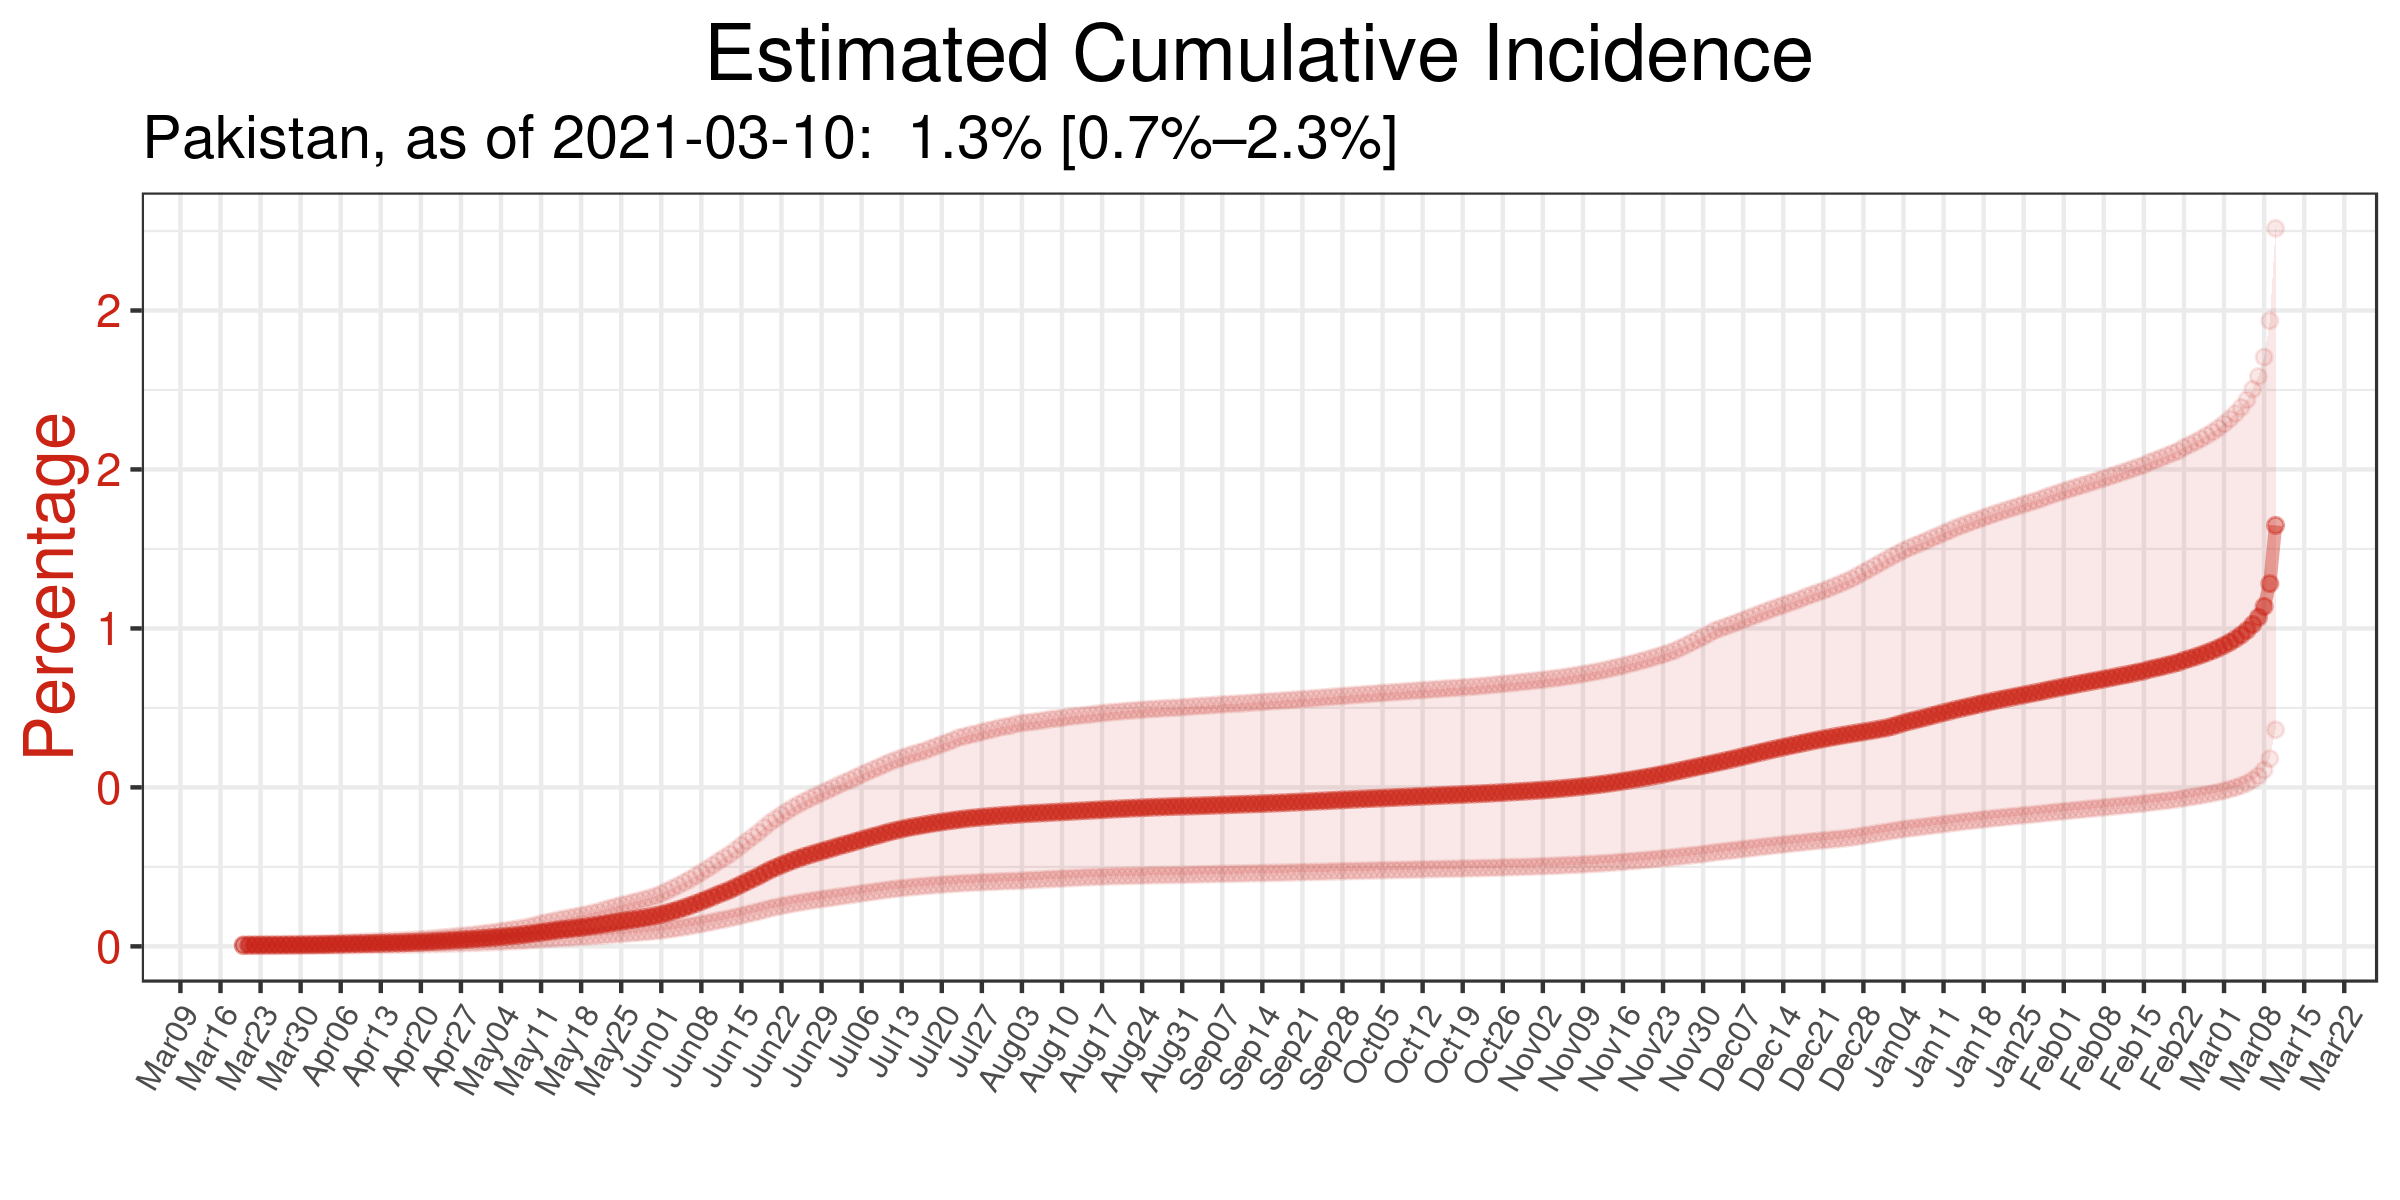 Estimated Cumulative Incidence
Pakistan, as of 2021-03-10:  1.3% [0.7%–2.3%]
Percentage
2
2
1
0
0
Mar09
Mar16
Mar23
Mar30
Apr06
Apr13
Apr20
Apr27
May04
May11
May18
May25
Jun01
Jun08
Jun15
Jun22
Jun29
Jul06
Jul13
Jul20
Jul27
Aug03
Aug10
Aug17
Aug24
Aug31
Sep07
Sep14
Sep21
Sep28
Oct05
Oct12
Oct19
Oct26
Nov02
Nov09
Nov16
Nov23
Nov30
Dec07
Dec14
Dec21
Dec28
Jan04
Jan11
Jan18
Jan25
Feb01
Feb08
Feb15
Feb22
Mar01
Mar08
Mar15
Mar22